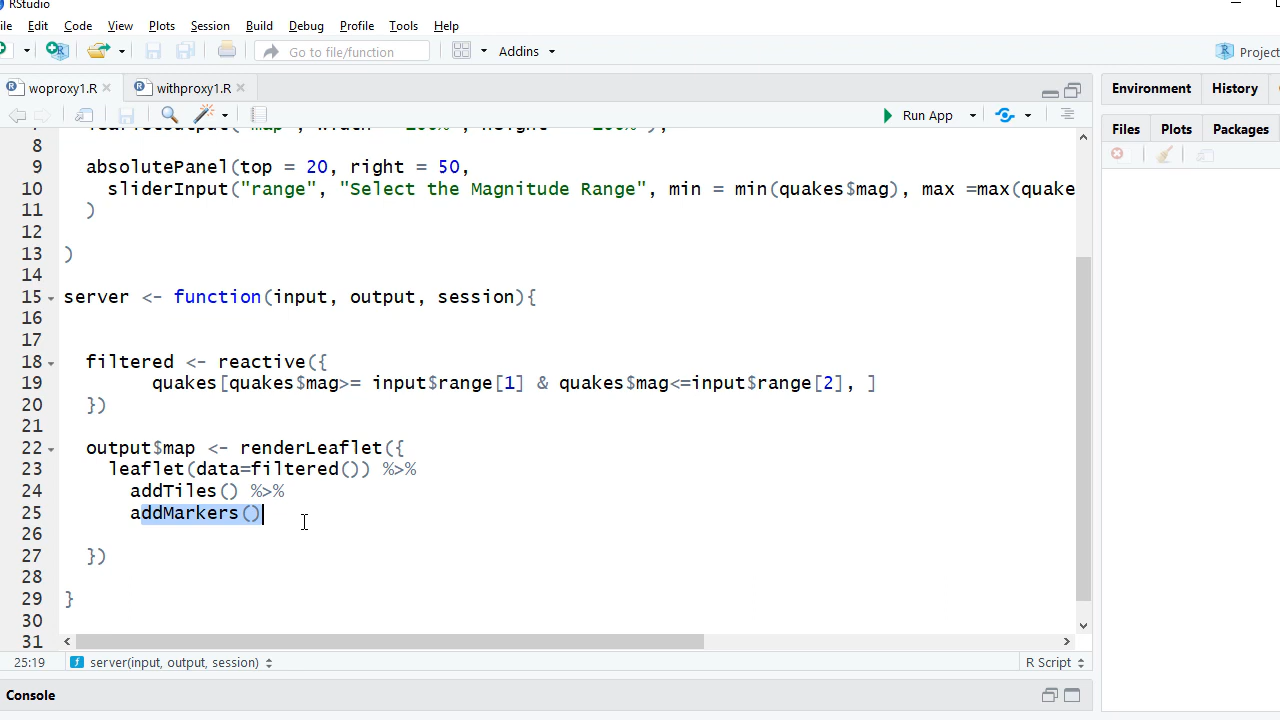 RStudio
ile Edit Code View Plots Session Build Debug Profile Tools Help
Go to file/function Addins Project
woproxy1.R withproxy1.R
Run App
8
9 absolutePanel(top = 20, right = 50,
10 sliderInput("range", "Select the Magnitude Range", min = min(quakes$mag), max =max(quake
11 )
12
13 )
14
15 server <- function(input, output, session){
16
17
18 filtered <- reactive({
19 quakes[quakes$mag>= input$range[1] & quakes$mag<=input$range[2], ]
20 })
21
22 output$map <- renderLeaflet({
23 leaflet(data=filtered()) %>%
24 addTiles() %>%
25 addMarkers()
26
27 })
28
29 }
30
31
25:19 server(input, output, session) R Script
Console
Environment History
Files Plots Packages